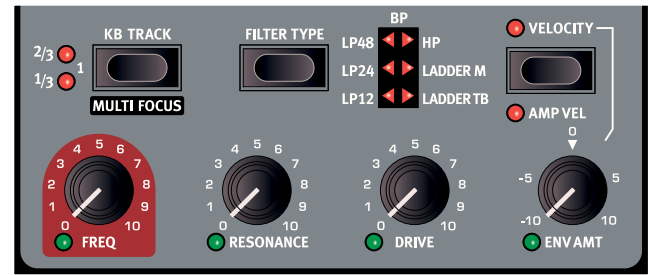 BP
KB TRACK
FILTER TYPE
VELOCITY
2/3
1
1/3
LP48
HP
LP24
LADDER M
LP12
LADDER TB
MULTI FOCUS
AMP VEL
0 1 2 3 4 5 6 7 8 9 10
FREQ
0 1 2 3 4 5 6 7 8 9 10
RESONANCE
0 1 2 3 4 5 6 7 8 9 10
DRIVE
-10 -5 0 5 10
ENV AMT